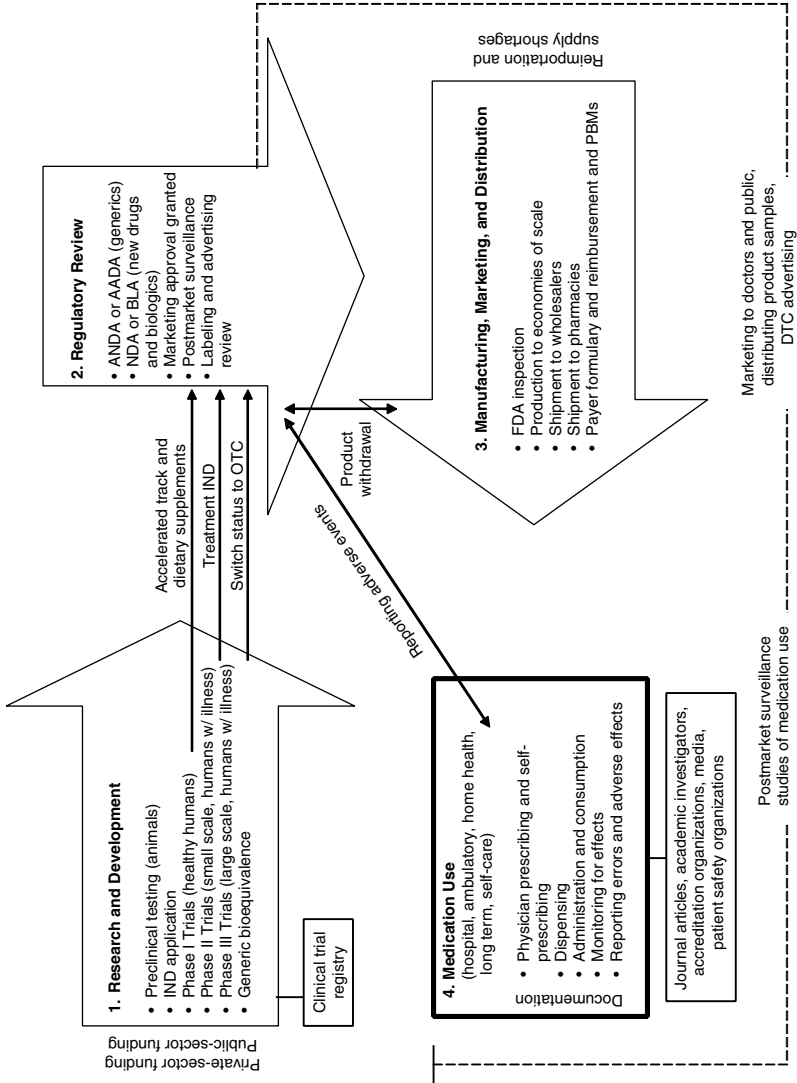 Private-sector funding
Public-sector funding
1. Research and Development
• Preclinical testing (animals)
• IND application
• Phase I Trials (healthy humans)
• Phase II Trials (small scale, humans w/ illness)
• Phase III Trials (large scale, humans w/ illness)
• Generic bioequivalence
Clinical trial
registry
Accelerated track and
dietary supplements
Treatment IND
Switch status to OTC
2. Regulatory Review
• ANDA or AADA (generics)
• NDA or BLA (new drugs
and biologics)
• Marketing approval granted
• Postmarket surveillance
• Labeling and advertising
review
Product
withdrawal
Reporting adverse events
3. Manufacturing, Marketing, and Distribution
• FDA inspection
• Production to economies of scale
• Shipment to wholesalers
• Shipment to pharmacies
• Payer formulary and reimbursement and PBMs
Reimportation and
supply shortages
4. Medication Use
(hospital, ambulatory, home health,
long term, self-care)
Documentation
• Physician prescribing and self-
prescribing
• Dispensing
• Administration and consumption
• Monitoring for effects
• Reporting errors and adverse effects
Journal articles, academic investigators,
accreditation organizations, media,
patient safety organizations
Postmarket surveillance
studies of medication use
Marketing to doctors and public,
distributing product samples,
DTC advertising